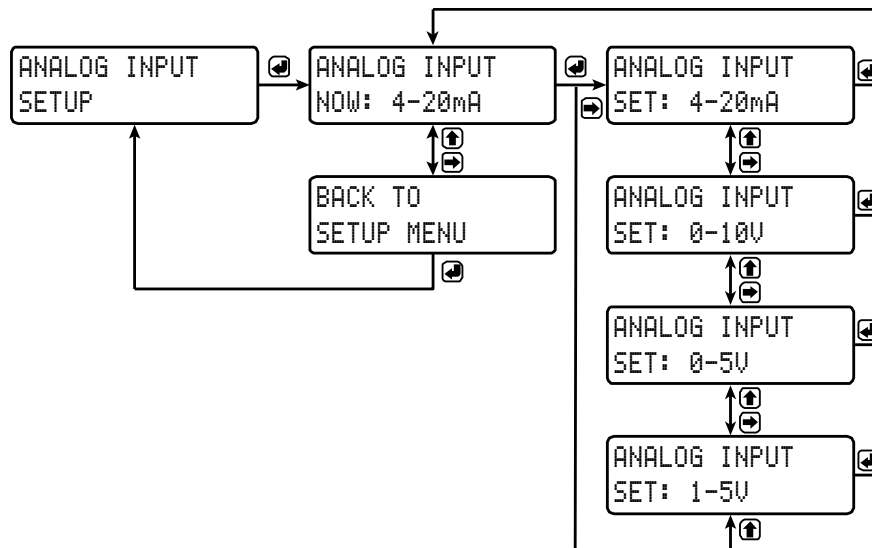 ANALOG INPUT
SETUP
ANALOG INPUT
NOW: 4-20mA
BACK TO
SETUP MENU
ANALOG INPUT
SET: 4-20mA
ANALOG INPUT
SET: 0-10V
ANALOG INPUT
SET: 0-5V
ANALOG INPUT
SET: 1-5V